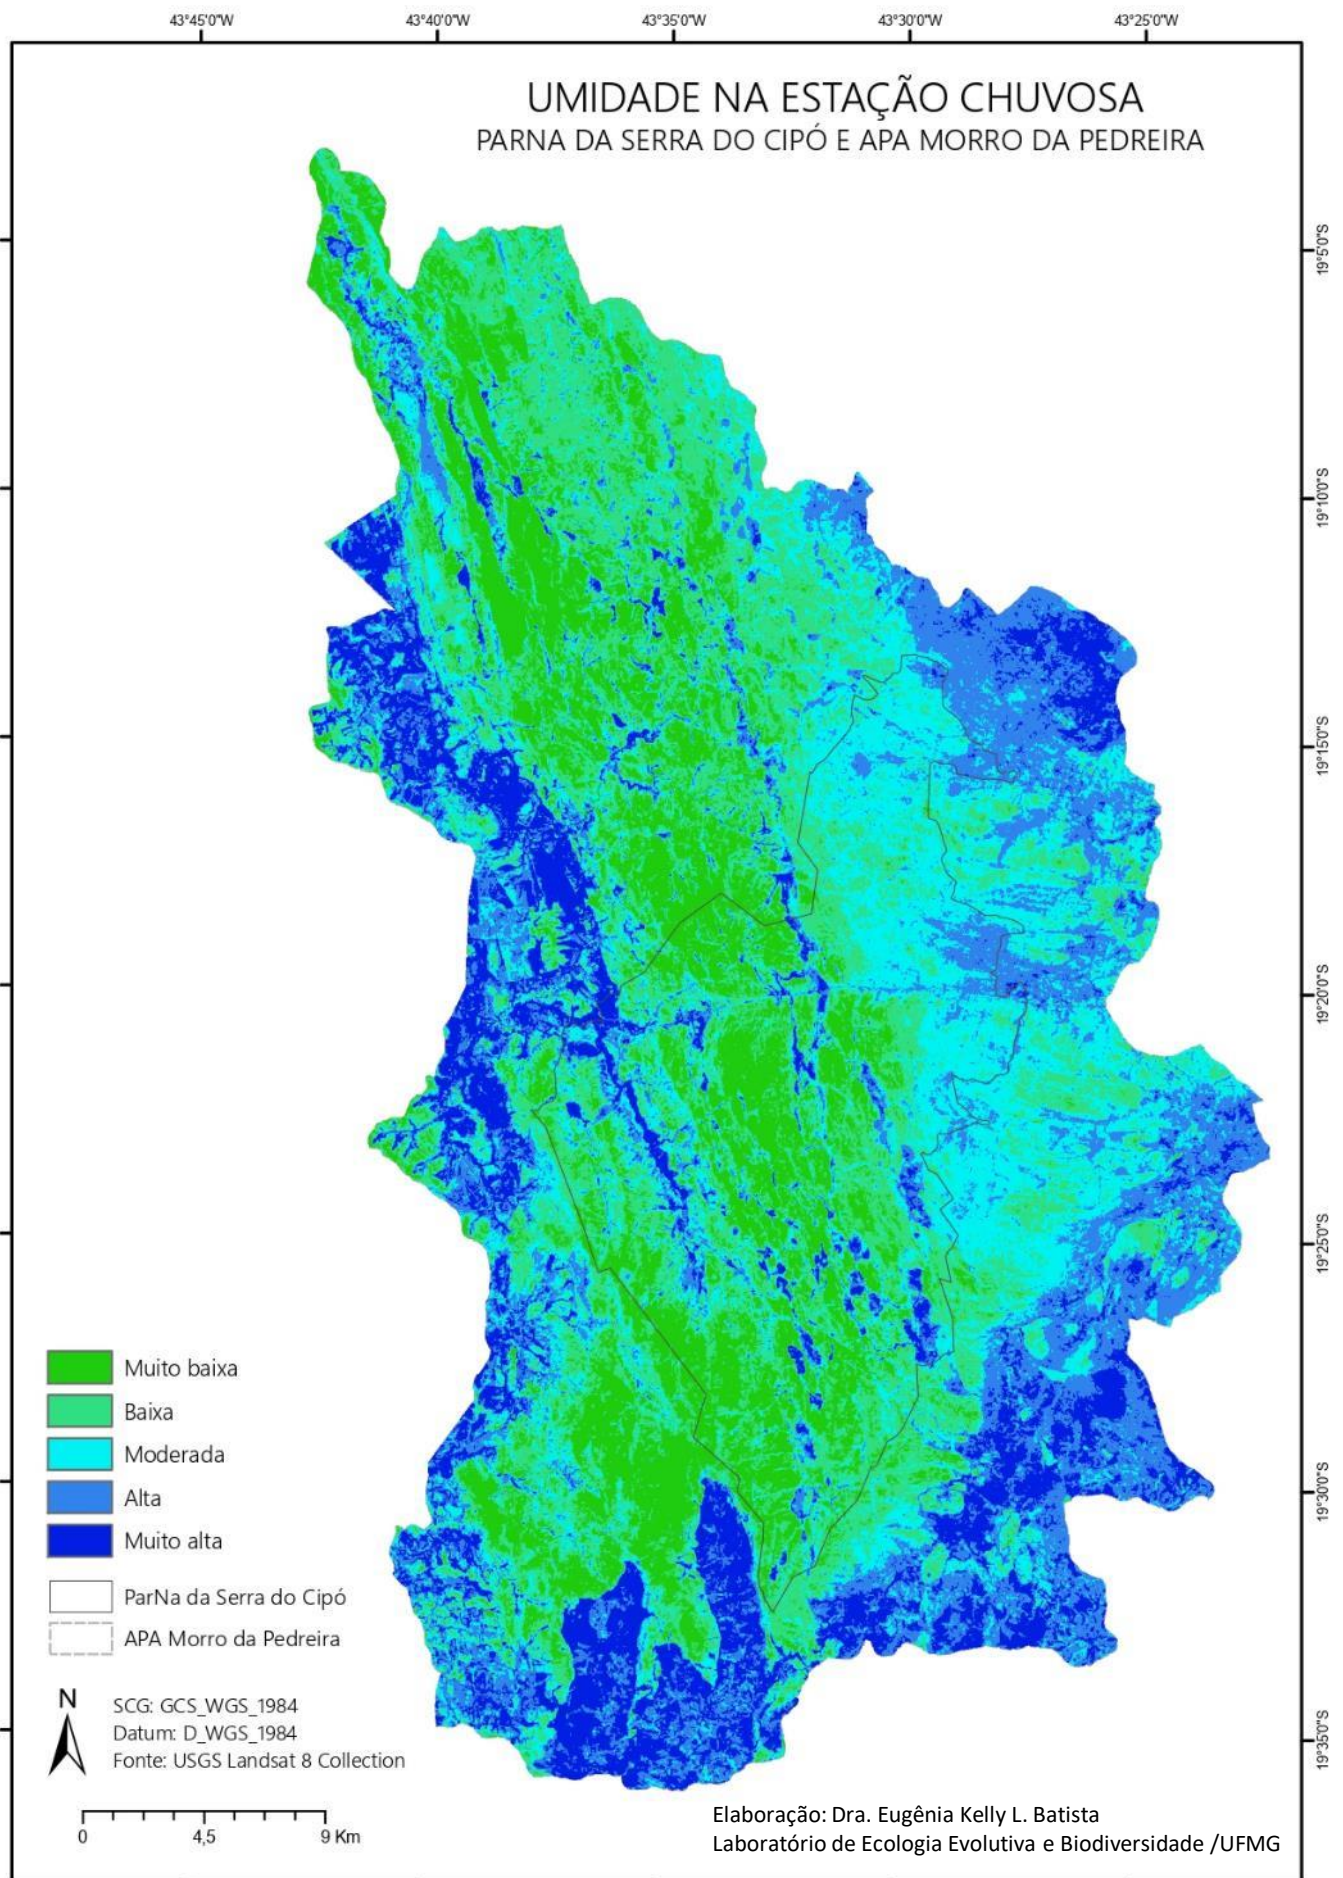 43°45'0"W 43°40'0"W 43°35'0"W 43°30'0"W 43°25'0"W
UMIDADE NA ESTAÇÃO CHUVOSA
PARNA DA SERRA DO CIPÓ E APA MORRO DA PEDREIRA
19°5'0"S
19°10'0"S
19°15'0"S
19°20'0"S
19°25'0"S
19°30'0"S
19°35'0"S
Muito baixa
Baixa
Moderada
Alta
Muito alta
ParNa da Serra do Cipó
APA Morro da Pedreira
N
SCG: GCS_WGS_1984
Datum: D_WGS_1984
Fonte: USGS Landsat 8 Collection
0 4,5 9 Km
Elaboração: Dra. Eugênia Kelly L. Batista
Laboratório de Ecologia Evolutiva e Biodiversidade /UFMG